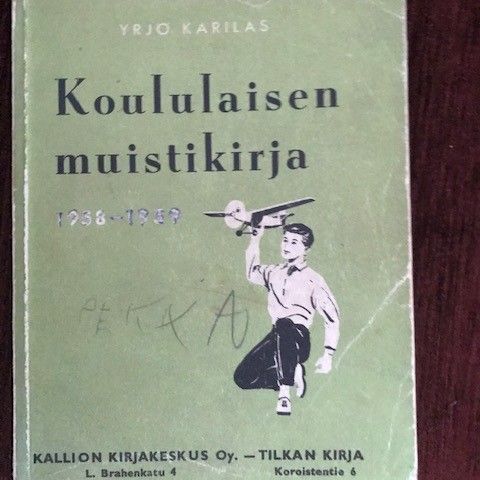 YRJÖ KARILAS
Koululaisen
muistikirja
1958-1959
PEKKA
KALLION KIRJAKESKUS Oy. — TILKAN KIRJA
L. Brahenkatu 4 Koroistentie 6